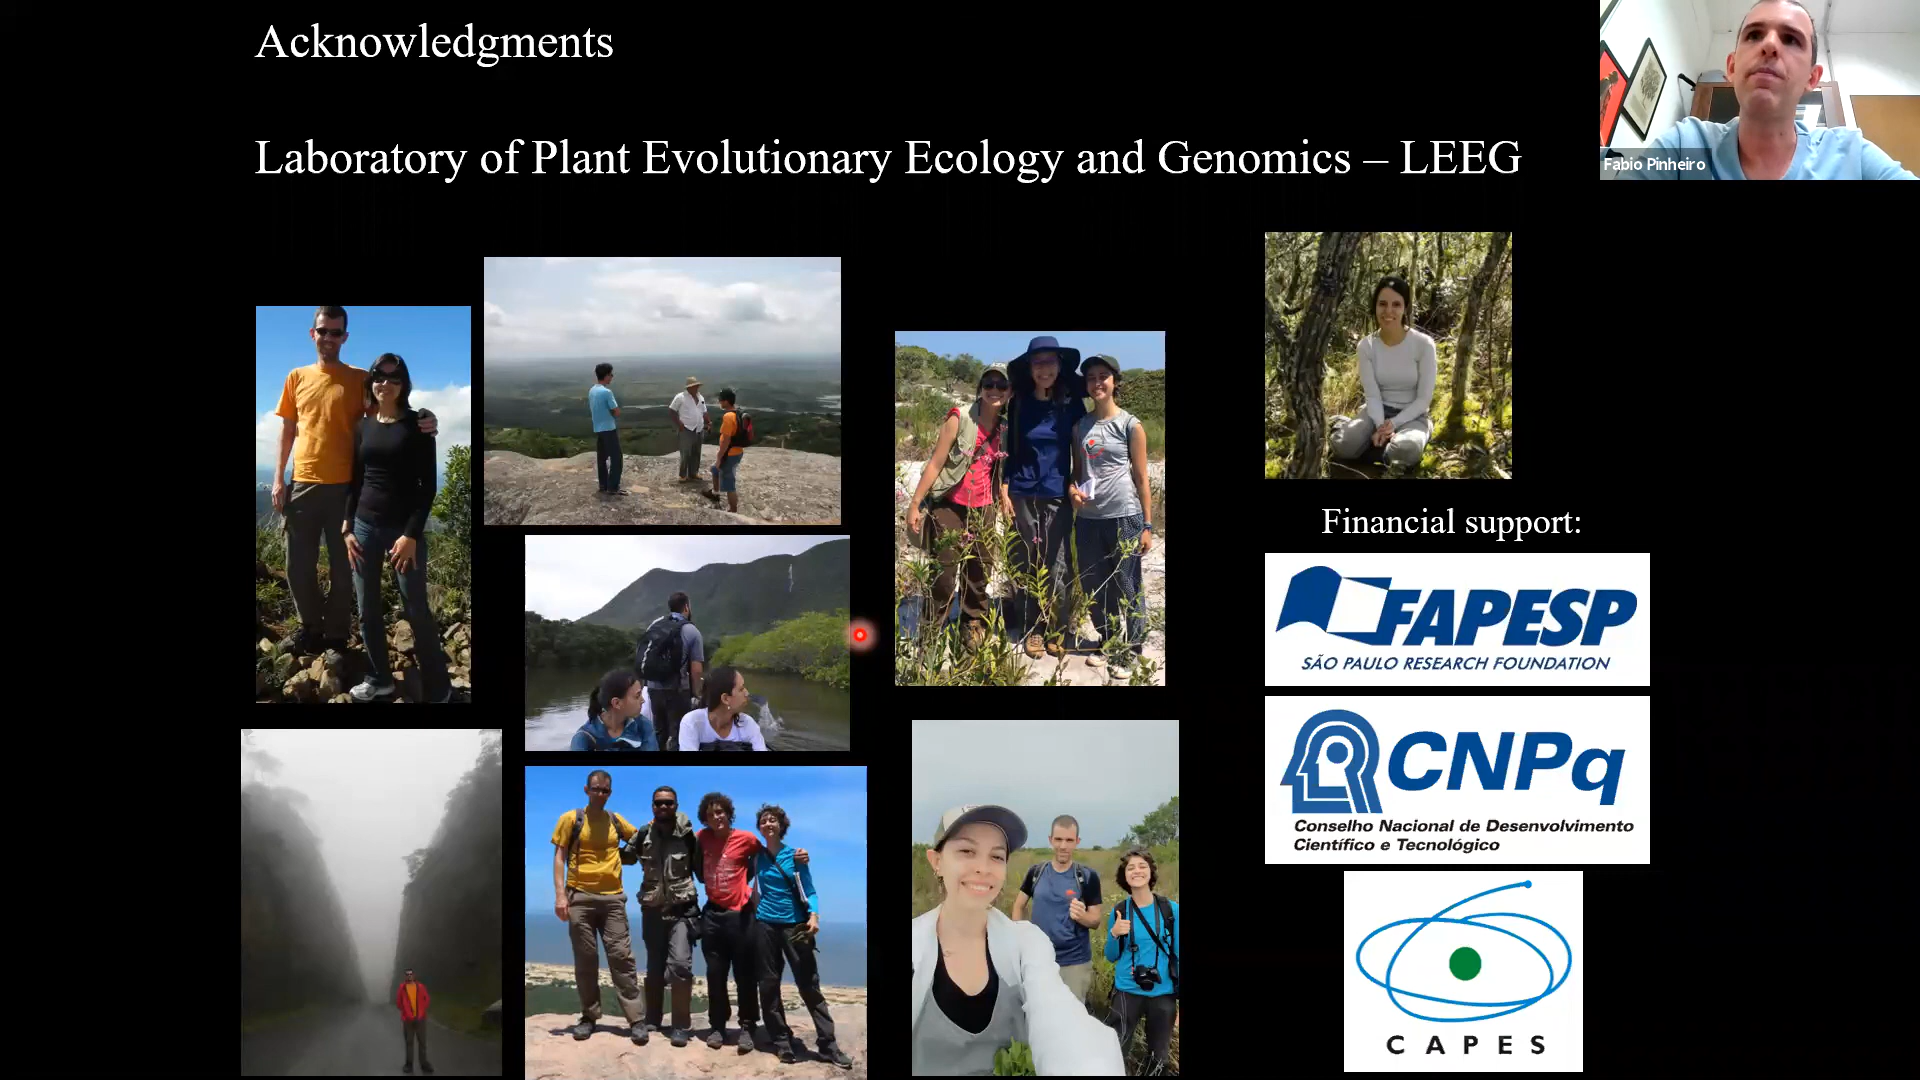 Acknowledgments
Laboratory of Plant Evolutionary Ecology and Genomics – LEEG
Fabio Pinheiro
Financial support:
FAPESP
SÃO PAULO RESEARCH FOUNDATION
CNPq
Conselho Nacional de Desenvolvimento
Científico e Tecnológico
CAPES